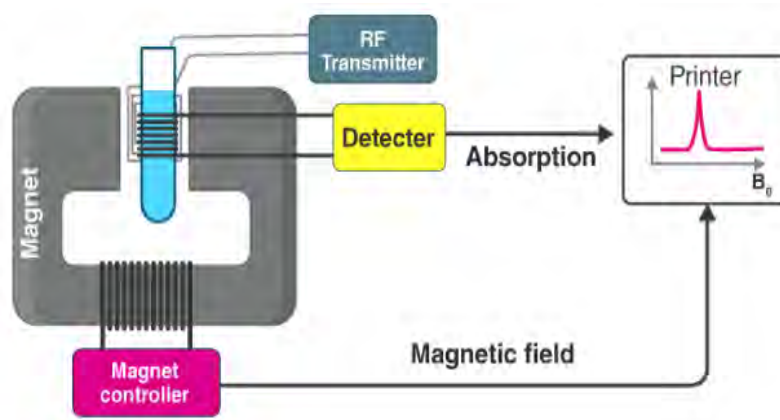 RF
Transmitter
Printer
Detecter
Absorption
B₀
Magnet
Magnetic field
Magnet
controller